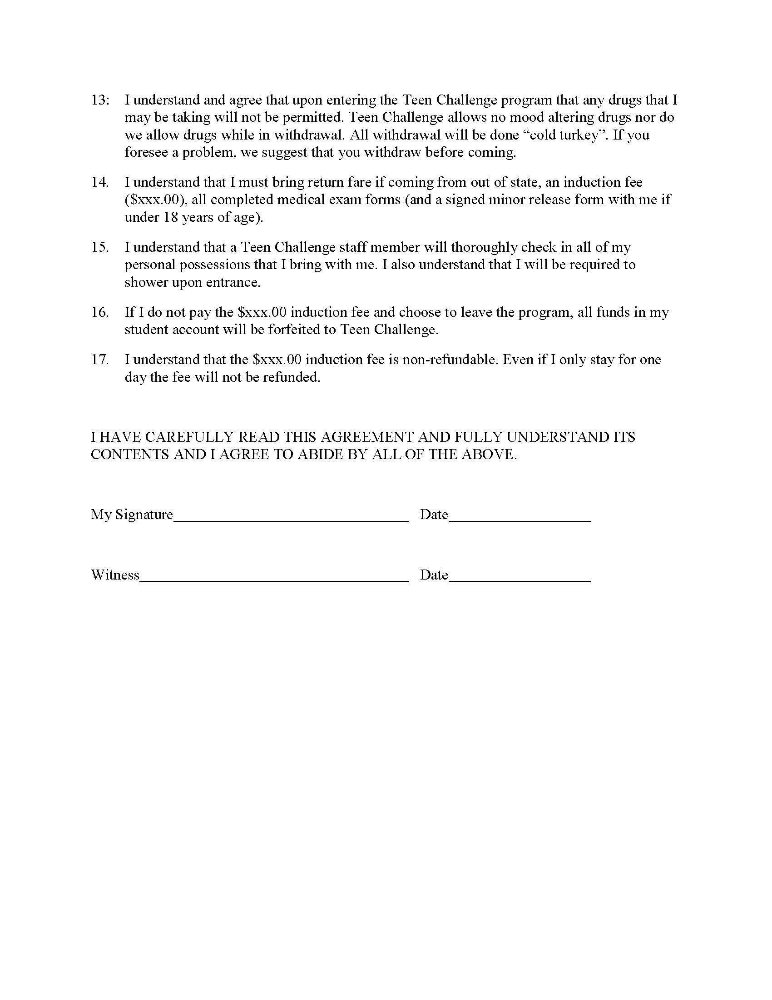 13: I understand and agree that upon entering the Teen Challenge program that any drugs that I
may be taking will not be permitted. Teen Challenge allows no mood altering drugs nor do
we allow drugs while in withdrawal. All withdrawal will be done “cold turkey”. If you
foresee a problem, we suggest that you withdraw before coming.
14. I understand that I must bring return fare if coming from out of state, an induction fee
($xxx.00), all completed medical exam forms (and a signed minor release form with me if
under 18 years of age).
15. I understand that a Teen Challenge staff member will thoroughly check in all of my
personal possessions that I bring with me. I also understand that I will be required to
shower upon entrance.
16. If I do not pay the $xxx.00 induction fee and choose to leave the program, all funds in my
student account will be forfeited to Teen Challenge.
17. I understand that the $xxx.00 induction fee is non-refundable. Even if I only stay for one
day the fee will not be refunded.
I HAVE CAREFULLY READ THIS AGREEMENT AND FULLY UNDERSTAND ITS
CONTENTS AND I AGREE TO ABIDE BY ALL OF THE ABOVE.
My Signature Date
Witness Date